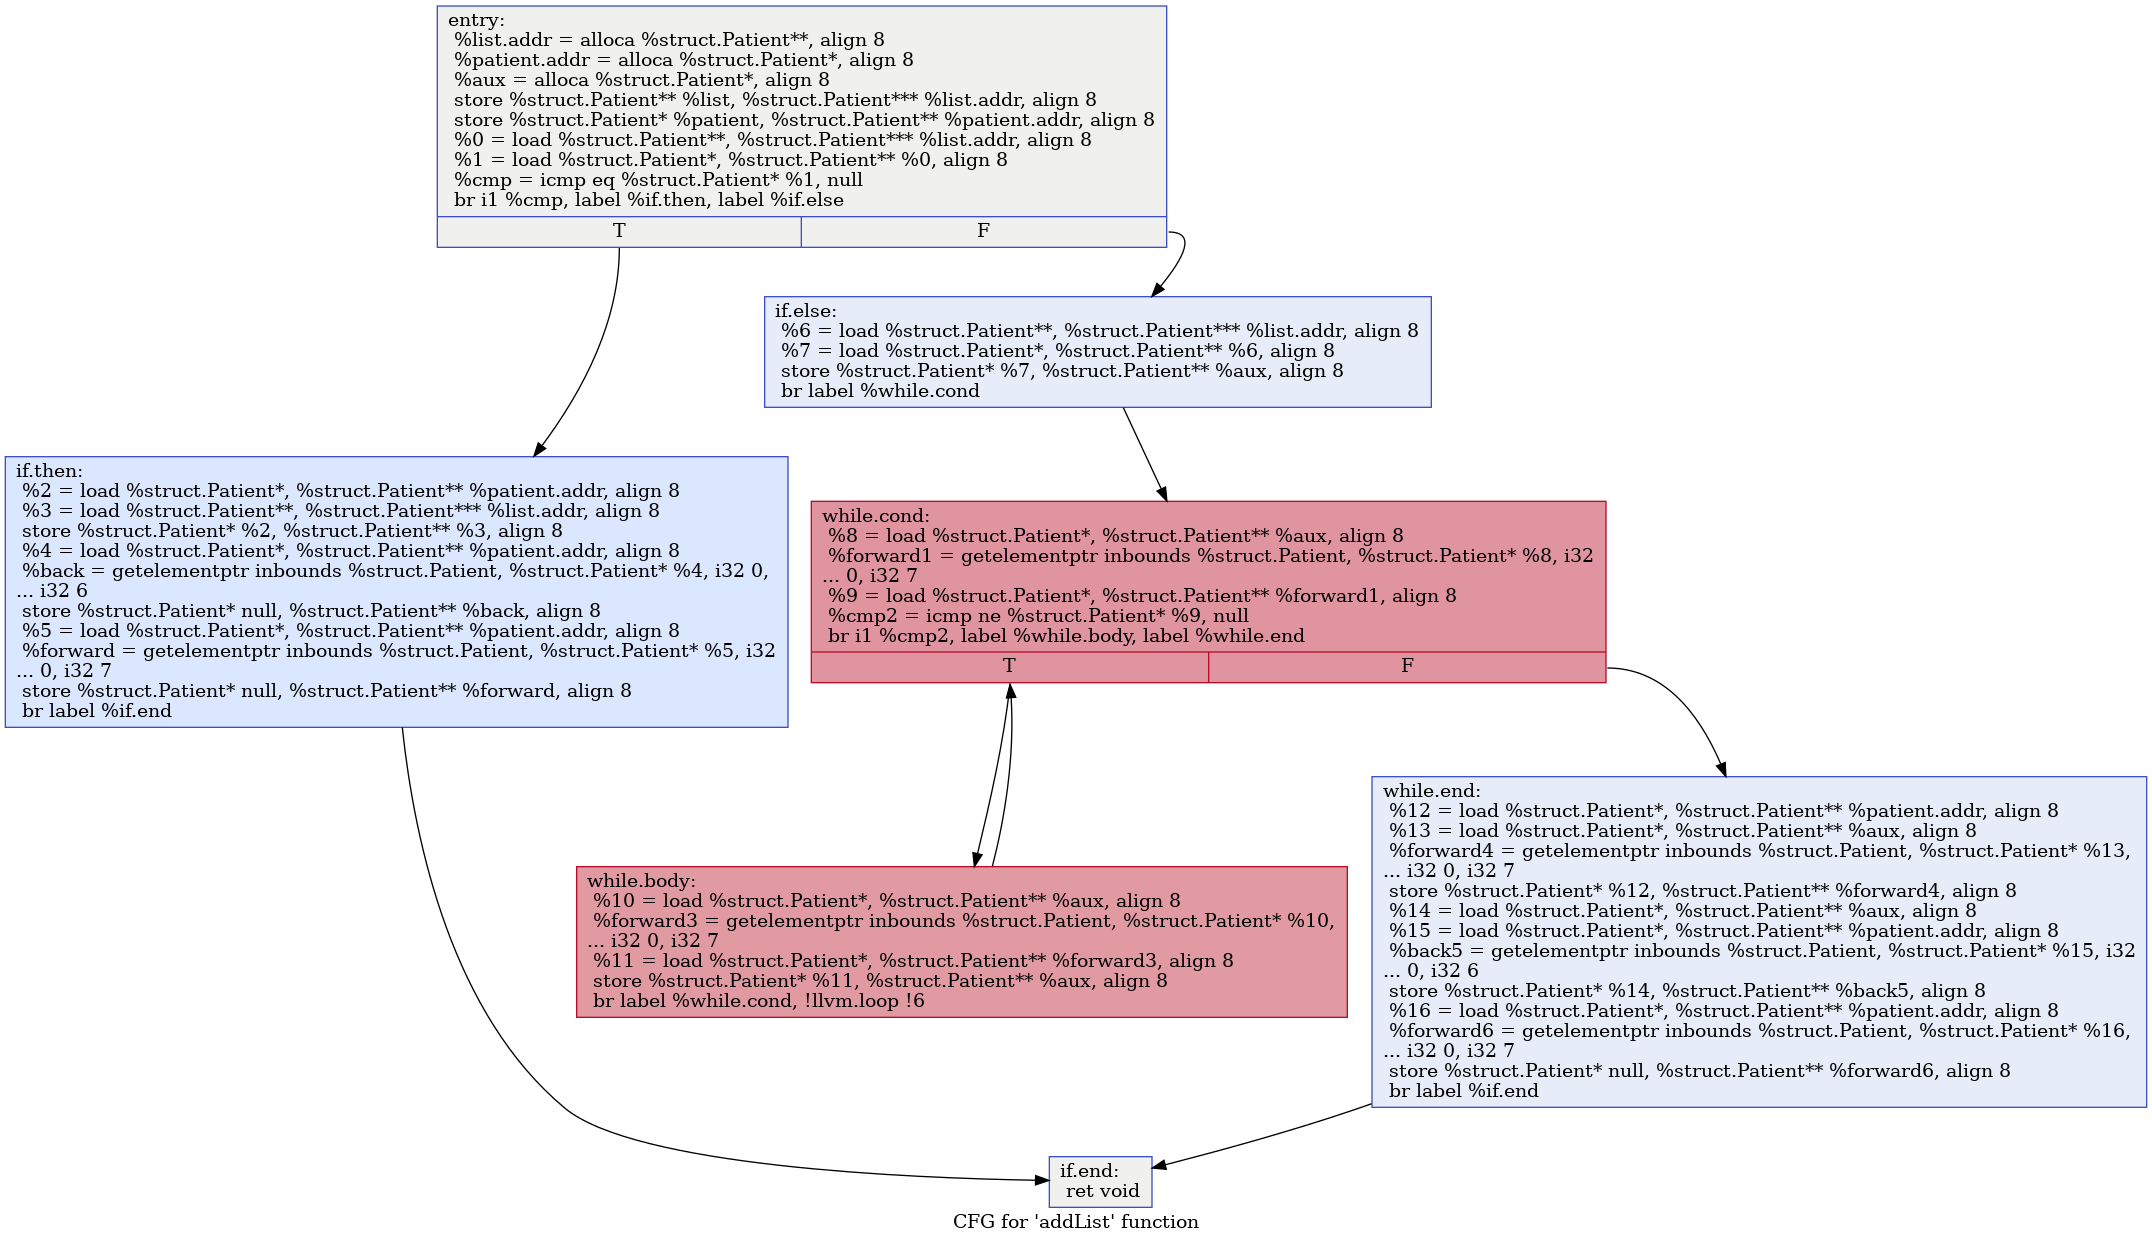 entry:
%list.addr = alloca %struct.Patient**, align 8
%patient.addr = alloca %struct.Patient*, align 8
%aux = alloca %struct.Patient*, align 8
store %struct.Patient** %list, %struct.Patient*** %list.addr, align 8
store %struct.Patient* %patient, %struct.Patient** %patient.addr, align 8
%0 = load %struct.Patient**, %struct.Patient*** %list.addr, align 8
%1 = load %struct.Patient*, %struct.Patient** %0, align 8
%cmp = icmp eq %struct.Patient* %1, null
br i1 %cmp, label %if.then, label %if.else
T
F
if.else:
%6 = load %struct.Patient**, %struct.Patient*** %list.addr, align 8
%7 = load %struct.Patient*, %struct.Patient** %6, align 8
store %struct.Patient* %7, %struct.Patient** %aux, align 8
br label %while.cond
if.then:
%2 = load %struct.Patient*, %struct.Patient** %patient.addr, align 8
%3 = load %struct.Patient**, %struct.Patient*** %list.addr, align 8
store %struct.Patient* %2, %struct.Patient** %3, align 8
%4 = load %struct.Patient*, %struct.Patient** %patient.addr, align 8
%back = getelementptr inbounds %struct.Patient, %struct.Patient* %4, i32 0,
... i32 6
store %struct.Patient* null, %struct.Patient** %back, align 8
%5 = load %struct.Patient*, %struct.Patient** %patient.addr, align 8
%forward = getelementptr inbounds %struct.Patient, %struct.Patient* %5, i32
... 0, i32 7
store %struct.Patient* null, %struct.Patient** %forward, align 8
br label %if.end
while.cond:
%8 = load %struct.Patient*, %struct.Patient** %aux, align 8
%forward1 = getelementptr inbounds %struct.Patient, %struct.Patient* %8, i32
... 0, i32 7
%9 = load %struct.Patient*, %struct.Patient** %forward1, align 8
%cmp2 = icmp ne %struct.Patient* %9, null
br i1 %cmp2, label %while.body, label %while.end
T
F
while.body:
%10 = load %struct.Patient*, %struct.Patient** %aux, align 8
%forward3 = getelementptr inbounds %struct.Patient, %struct.Patient* %10,
... i32 0, i32 7
%11 = load %struct.Patient*, %struct.Patient** %forward3, align 8
store %struct.Patient* %11, %struct.Patient** %aux, align 8
br label %while.cond, !llvm.loop !6
while.end:
%12 = load %struct.Patient*, %struct.Patient** %patient.addr, align 8
%13 = load %struct.Patient*, %struct.Patient** %aux, align 8
%forward4 = getelementptr inbounds %struct.Patient, %struct.Patient* %13,
... i32 0, i32 7
store %struct.Patient* %12, %struct.Patient** %forward4, align 8
%14 = load %struct.Patient*, %struct.Patient** %aux, align 8
%15 = load %struct.Patient*, %struct.Patient** %patient.addr, align 8
%back5 = getelementptr inbounds %struct.Patient, %struct.Patient* %15, i32
... 0, i32 6
store %struct.Patient* %14, %struct.Patient** %back5, align 8
%16 = load %struct.Patient*, %struct.Patient** %patient.addr, align 8
%forward6 = getelementptr inbounds %struct.Patient, %struct.Patient* %16,
... i32 0, i32 7
store %struct.Patient* null, %struct.Patient** %forward6, align 8
br label %if.end
if.end:
ret void
CFG for 'addList' function